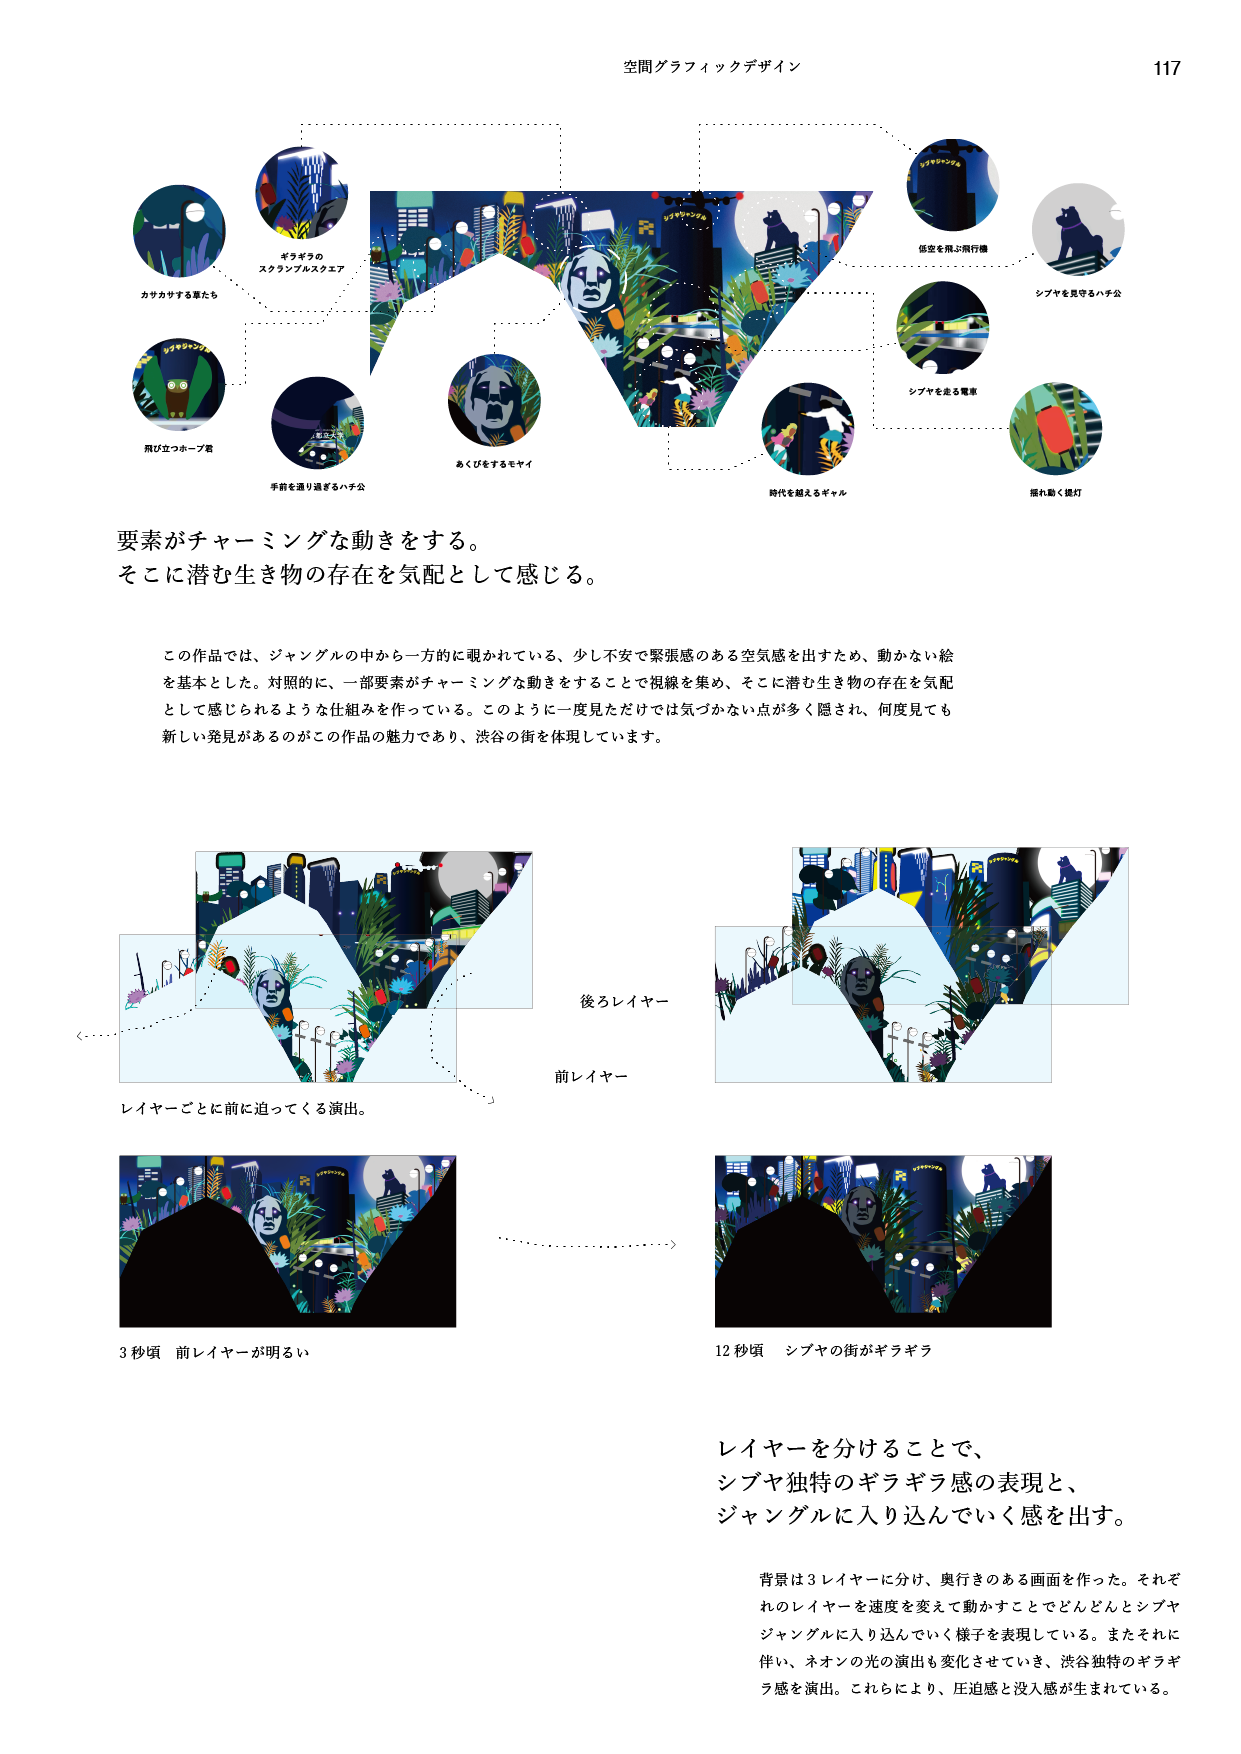 空間グラフィックデザイン
117
ギラギラの
スクランブルスクエア
カサカサする草たち
シブヤジャングル
低空を飛ぶ飛行機
シブヤを見守るハチ公
シブヤを走る電車
飛び立つホープ君
手前を通り過ぎるハチ公
あくびをするモヤイ
時代を越えるギャル
揺れ動く提灯
要素がチャーミングな動きをする。
そこに潜む生き物の存在を気配として感じる。
この作品では、ジャングルの中から一方的に覗かれている、少し不安で緊張感のある空気感を出すため、動かない絵
を基本とした。対照的に、一部要素がチャーミングな動きをすることで視線を集め、そこに潜む生き物の存在を気配
として感じられるような仕組みを作っている。このように一度見ただけでは気づかない点が多く隠され、何度見ても
新しい発見があるのがこの作品の魅力であり、渋谷の街を体現しています。
後ろレイヤー
前レイヤー
レイヤーごとに前に迫ってくる演出。
3 秒頃　前レイヤーが明るい
12 秒頃　シブヤの街がギラギラ
レイヤーを分けることで、
シブヤ独特のギラギラ感の表現と、
ジャングルに入り込んでいく感を出す。
背景は 3 レイヤーに分け、奥行きのある画面を作った。それぞ
れのレイヤーを速度を変えて動かすことでどんどんとシブヤ
ジャングルに入り込んでいく様子を表現している。またそれに
伴い、ネオンの光の演出も変化させていき、渋谷独特のギラギ
ラ感を演出。これらにより、圧迫感と没入感が生まれている。